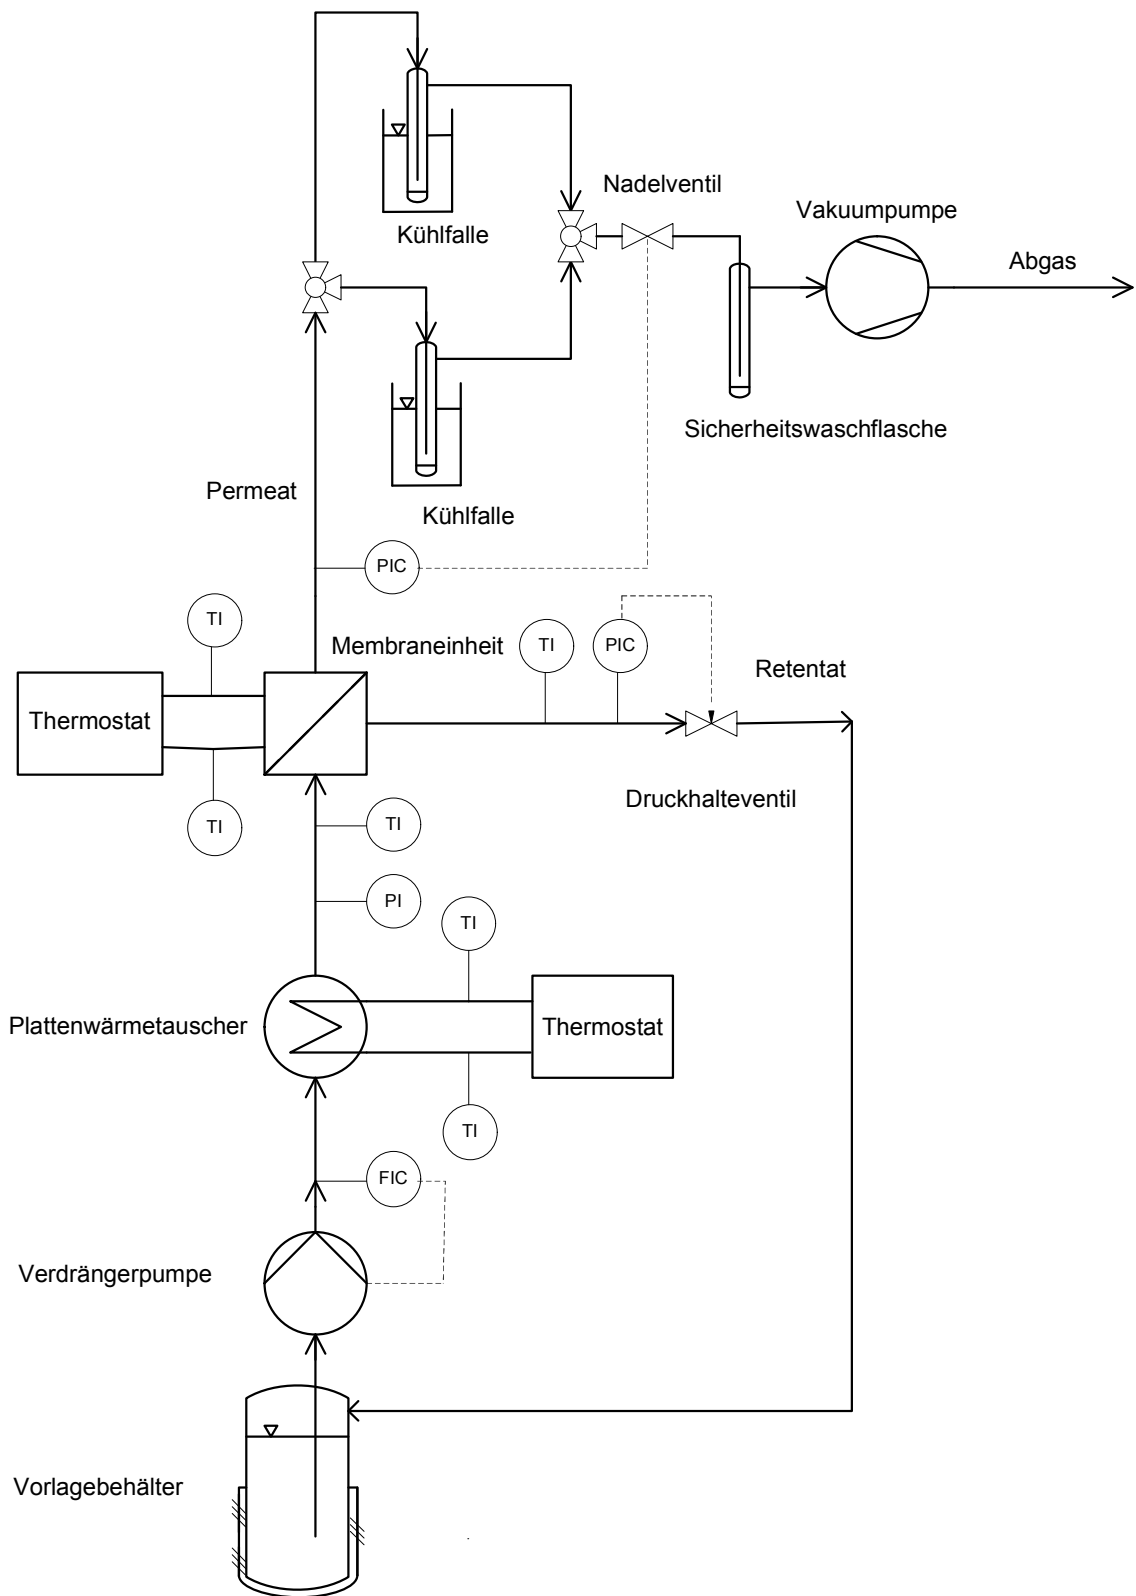 Nadelventil
Vakuumpumpe
Kühlfalle
Abgas
Sicherheitswaschflasche
Permeat
Kühlfalle
PIC
TI
Membraneinheit
TI
PIC
Retentat
Thermostat
Druckhalteventil
TI
TI
PI
TI
Plattenwärmetauscher
Thermostat
TI
FIC
Verdrängerpumpe
Vorlagebehälter